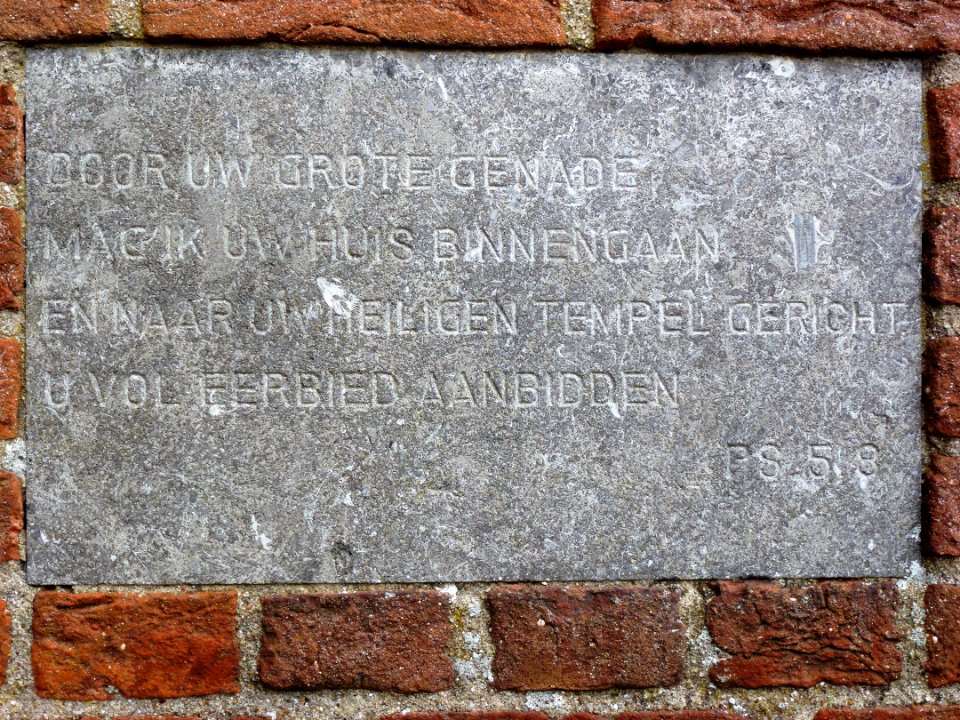 DOOR UW GROTE GENADE
MAG IK UW HUIS BINNENGAAN
EN NAAR UW HEILIGEN TEMPEL GERICHT
U VOL EERBIED AANBIDDEN
PS. 5:8